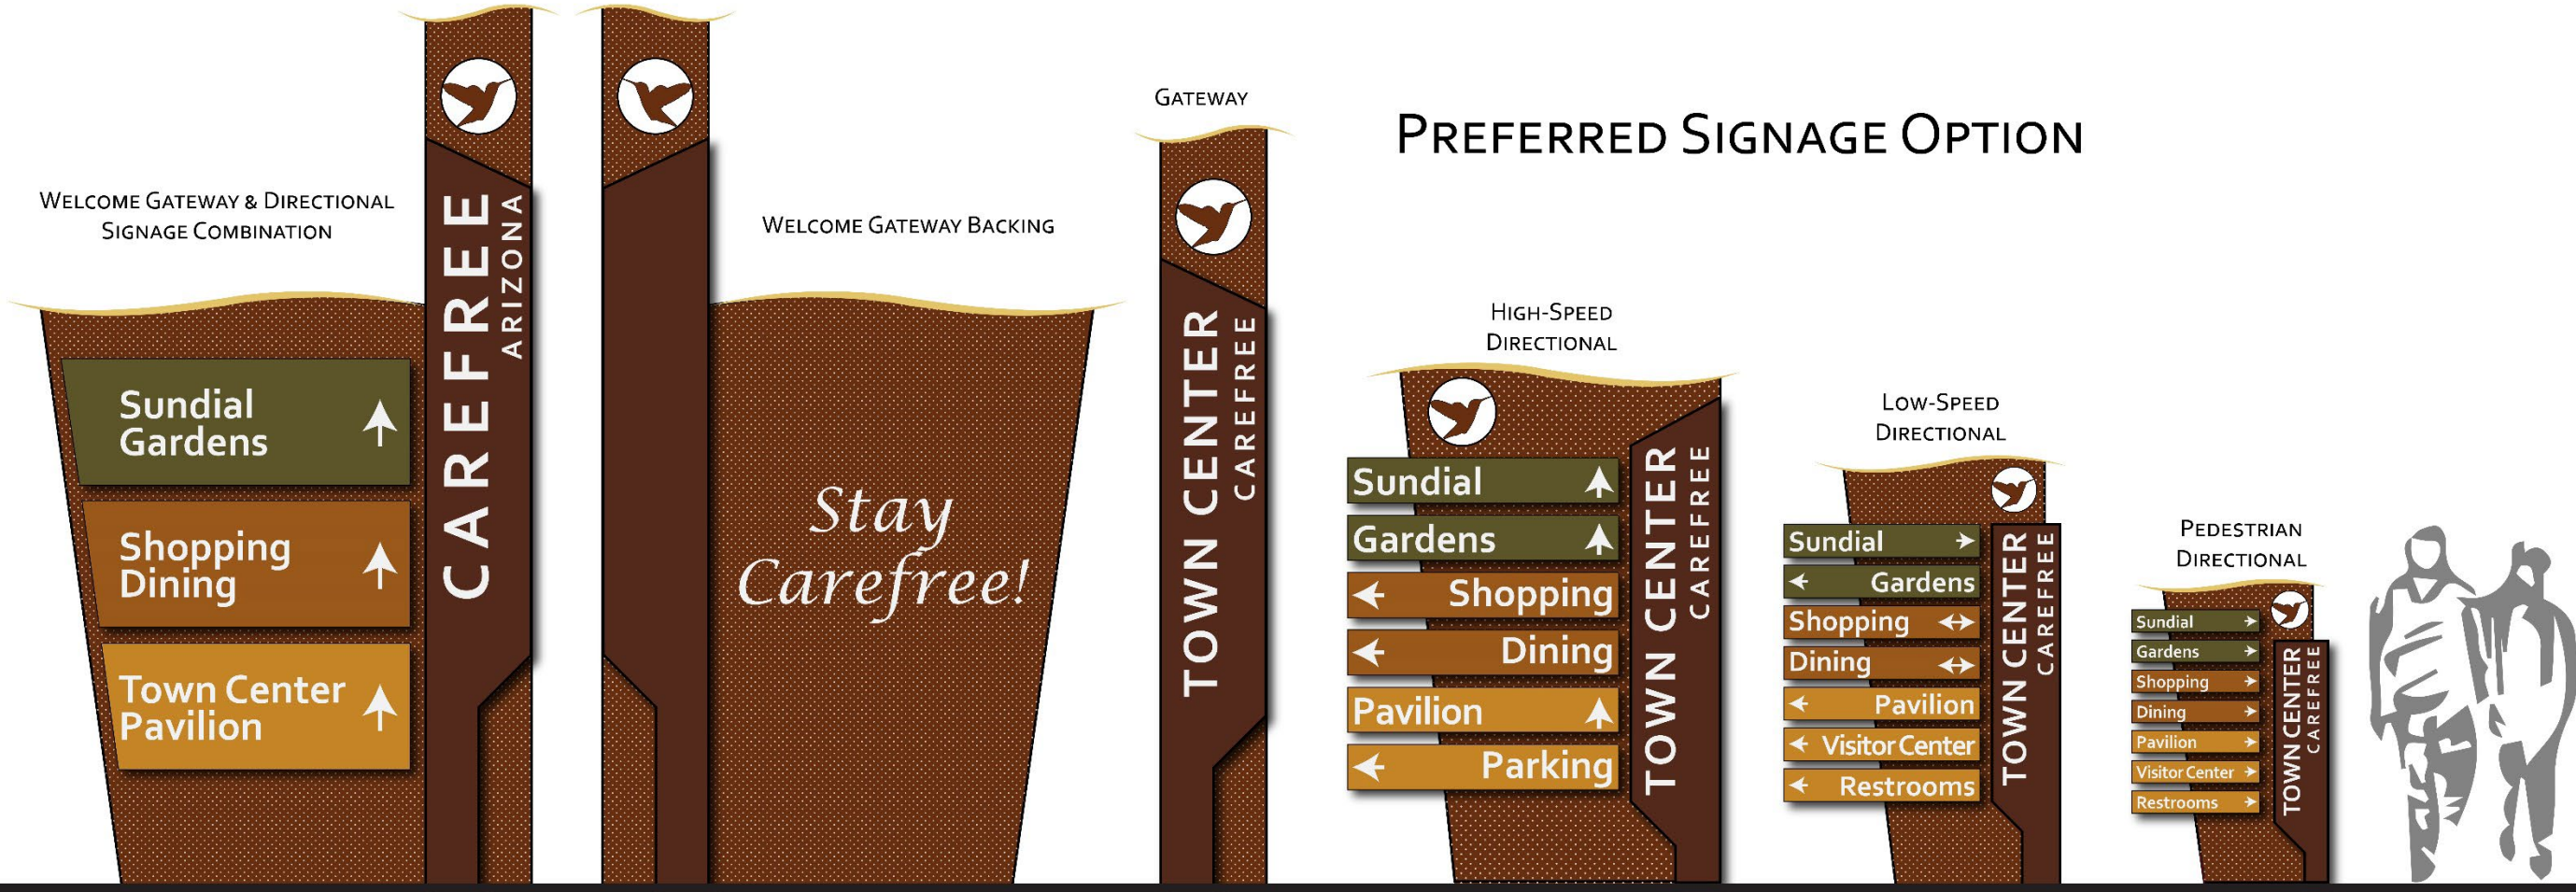 WELCOME GATEWAY & DIRECTIONAL
SIGNAGE COMBINATION
Sundial
Gardens
Shopping
Dining
Town Center
Pavilion
CAREFREE
ARIZONA
WELCOME GATEWAY BACKING
Stay
Carefree!
GATEWAY
TOWN CENTER
CAREFREE
PREFERRED SIGNAGE OPTION
HIGH-SPEED
DIRECTIONAL
Sundial
Gardens
Shopping
Dining
Pavilion
Parking
TOWN CENTER
CAREFREE
LOW-SPEED
DIRECTIONAL
Sundial
Gardens
Shopping
Dining
Pavilion
Visitor Center
Restrooms
TOWN CENTER
CAREFREE
PEDESTRIAN
DIRECTIONAL
Sundial
Gardens
Shopping
Dining
Pavilion
Visitor Center
Restrooms
TOWN CENTER
CAREFREE